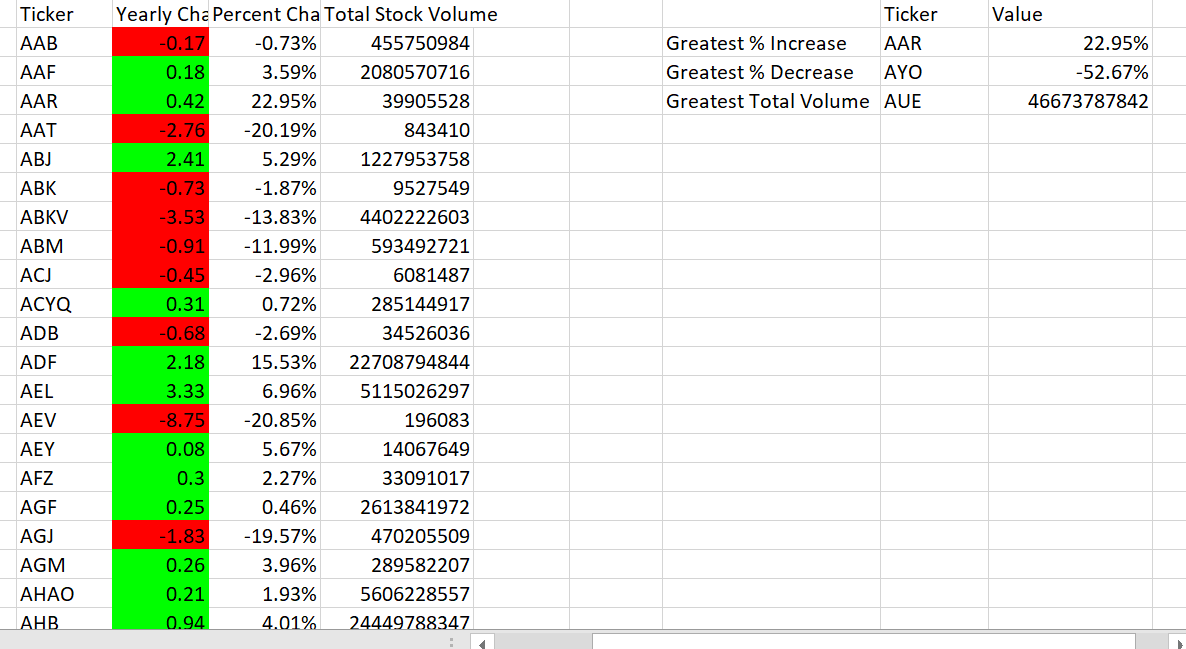 Ticker Yearly Cha Percent Cha Total Stock Volume Ticker Value
AAB -0.17 -0.73% 455750984 Greatest % Increase AAR 22.95%
AAF 0.18 3.59% 2080570716 Greatest % Decrease AYO -52.67%
AAR 0.42 22.95% 39905528 Greatest Total Volume AUE 46673787842
AAT -2.76 -20.19% 843410
ABJ 2.41 5.29% 1227953758
ABK -0.73 -1.87% 9527549
ABKV -3.53 -13.83% 4402222603
ABM -0.91 -11.99% 593492721
ACJ -0.45 -2.96% 6081487
ACYQ 0.31 0.72% 285144917
ADB -0.68 -2.69% 34526036
ADF 2.18 15.53% 22708794844
AEL 3.33 6.96% 5115026297
AEV -8.75 -20.85% 196083
AEY 0.08 5.67% 14067649
AFZ 0.3 2.27% 33091017
AGF 0.25 0.46% 2613841972
AGJ -1.83 -19.57% 470205509
AGM 0.26 3.96% 289582207
AHAO 0.21 1.93% 5606228557
AHB 0.94 4.01% 24449788347